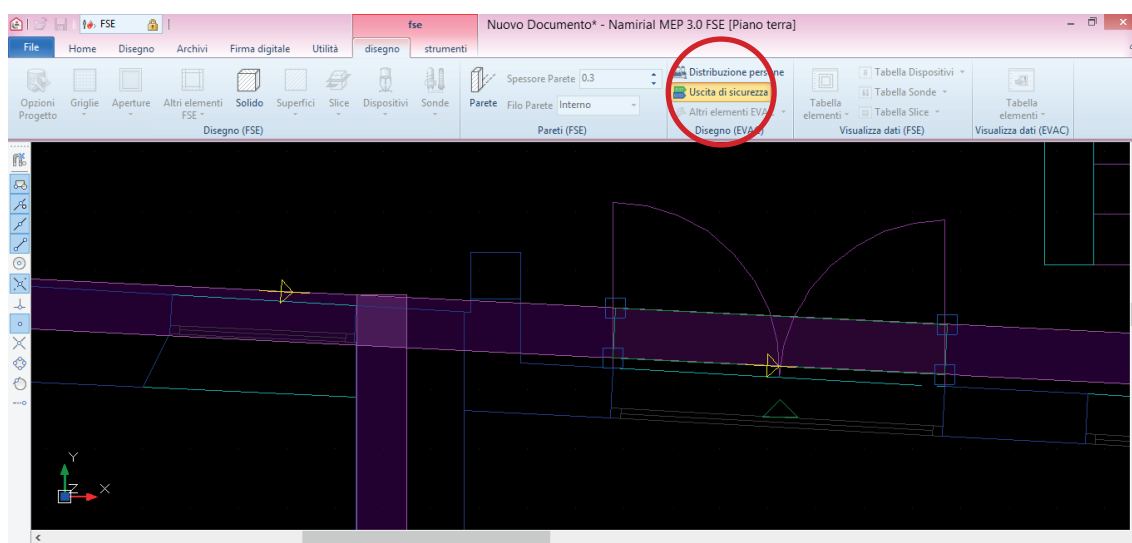 FSE
fse
Nuovo Documento* - Namirial MEP 3.0 FSE [Piano terra]
File Home Disegno Archivi Firma digitale Utilità disegno strumenti
Opzioni Progetto
Griglie
Aperture
Altri elementi FSE
Solido
Superfici
Slice
Dispositivi
Sonde
Disegno (FSE)
Parete
Spessore Parete 0.3
Filo Parete Interno
Pareti (FSE)
Distribuzione persone
Uscita di sicurezza
Altri elementi EVAC
Disegno (EVAC)
Tabella elementi
Tabella Dispositivi
Tabella Sonde
Tabella Slice
Visualizza dati (FSE)
Tabella elementi
Visualizza dati (EVAC)
Y
Z
X